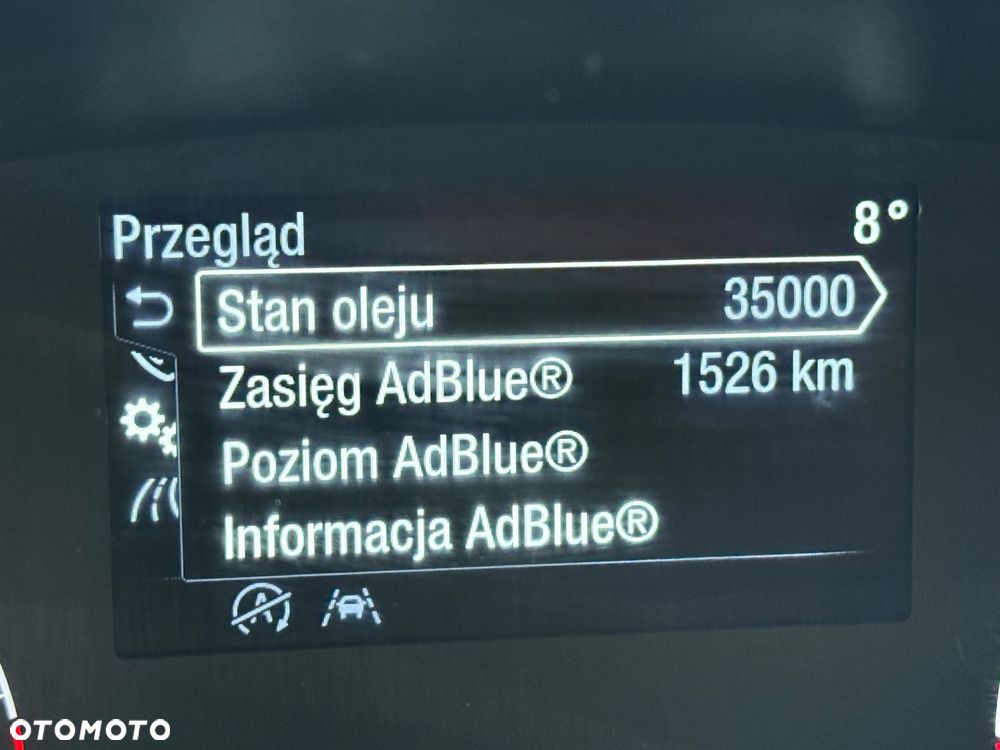 Przegląd 8°
Stan oleju 35000
Zasięg AdBlue® 1526 km
Poziom AdBlue®
Informacja AdBlue®
A
OTOMOTO